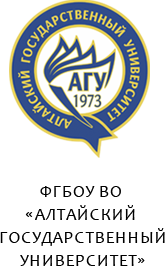 АЛТАЙСКИЙ ГОСУДАРСТВЕННЫЙ УНИВЕРСИТЕТ
АГУ
1973
ФГБОУ ВО
«АЛТАЙСКИЙ
ГОСУДАРСТВЕННЫЙ
УНИВЕРСИТЕТ»